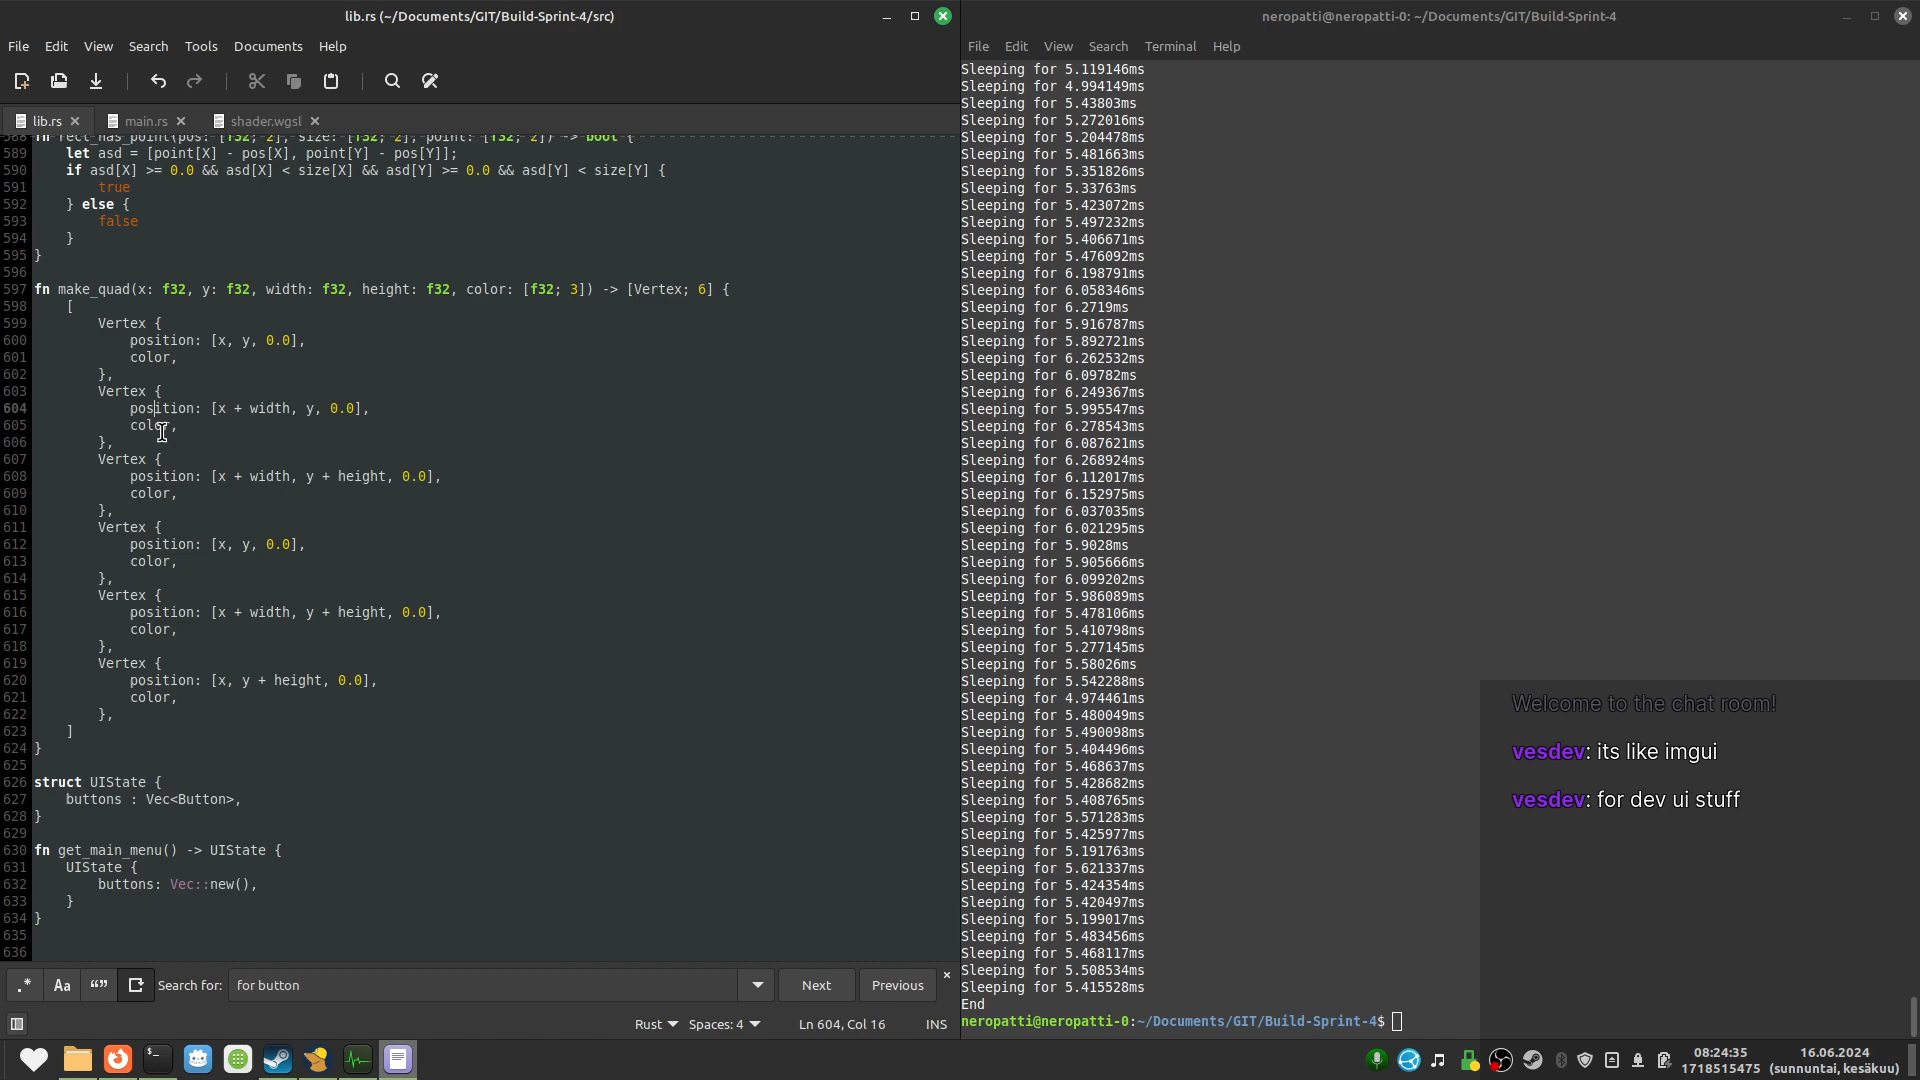 lib.rs (~/Documents/GIT/Build-Sprint-4/src)
File Edit View Search Tools Documents Help
lib.rs main.rs shader.wgsl
588 fn rect_has_point(pos: [f32; 2], size: [f32; 2], point: [f32; 2]) -> bool {
589 let asd = [point[X] - pos[X], point[Y] - pos[Y]];
590 if asd[X] >= 0.0 && asd[X] < size[X] && asd[Y] >= 0.0 && asd[Y] < size[Y] {
591 true
592 } else {
593 false
594 }
595 }
596
597 fn make_quad(x: f32, y: f32, width: f32, height: f32, color: [f32; 3]) -> [Vertex; 6] {
598 [
599 Vertex {
600 position: [x, y, 0.0],
601 color,
602 },
603 Vertex {
604 position: [x + width, y, 0.0],
605 color,
606 },
607 Vertex {
608 position: [x + width, y + height, 0.0],
609 color,
610 },
611 Vertex {
612 position: [x, y, 0.0],
613 color,
614 },
615 Vertex {
616 position: [x + width, y + height, 0.0],
617 color,
618 },
619 Vertex {
620 position: [x, y + height, 0.0],
621 color,
622 },
623 ]
624 }
625
626 struct UIState {
627 buttons : Vec<Button>,
628 }
629
630 fn get_main_menu() -> UIState {
631 UIState {
632 buttons: Vec::new(),
633 }
634 }
635
636
.* Aa “” Search for: for button Next Previous
Rust Spaces: 4 Ln 604, Col 16 INS
neropatti@neropatti-0: ~/Documents/GIT/Build-Sprint-4
File Edit View Search Terminal Help
Sleeping for 5.119146ms
Sleeping for 4.994149ms
Sleeping for 5.43803ms
Sleeping for 5.272016ms
Sleeping for 5.204478ms
Sleeping for 5.481663ms
Sleeping for 5.351826ms
Sleeping for 5.33763ms
Sleeping for 5.423072ms
Sleeping for 5.497232ms
Sleeping for 5.406671ms
Sleeping for 5.476092ms
Sleeping for 6.198791ms
Sleeping for 6.058346ms
Sleeping for 6.2719ms
Sleeping for 5.916787ms
Sleeping for 5.892721ms
Sleeping for 6.262532ms
Sleeping for 6.09782ms
Sleeping for 6.249367ms
Sleeping for 5.995547ms
Sleeping for 6.278543ms
Sleeping for 6.087621ms
Sleeping for 6.268924ms
Sleeping for 6.112017ms
Sleeping for 6.152975ms
Sleeping for 6.037035ms
Sleeping for 6.021295ms
Sleeping for 5.9028ms
Sleeping for 5.905666ms
Sleeping for 6.099202ms
Sleeping for 5.986089ms
Sleeping for 5.478106ms
Sleeping for 5.410798ms
Sleeping for 5.277145ms
Sleeping for 5.58026ms
Sleeping for 5.542288ms
Sleeping for 4.974461ms
Sleeping for 5.480049ms
Sleeping for 5.490098ms
Sleeping for 5.404496ms
Sleeping for 5.468637ms
Sleeping for 5.428682ms
Sleeping for 5.408765ms
Sleeping for 5.571283ms
Sleeping for 5.425977ms
Sleeping for 5.191763ms
Sleeping for 5.621337ms
Sleeping for 5.424354ms
Sleeping for 5.420497ms
Sleeping for 5.199017ms
Sleeping for 5.483456ms
Sleeping for 5.468117ms
Sleeping for 5.508534ms
Sleeping for 5.415528ms
End
neropatti@neropatti-0:~/Documents/GIT/Build-Sprint-4$
Welcome to the chat room!
vesdev: its like imgui
vesdev: for dev ui stuff
08:24:35 16.06.2024
1718515475 (sunnuntai, kesäkuu)